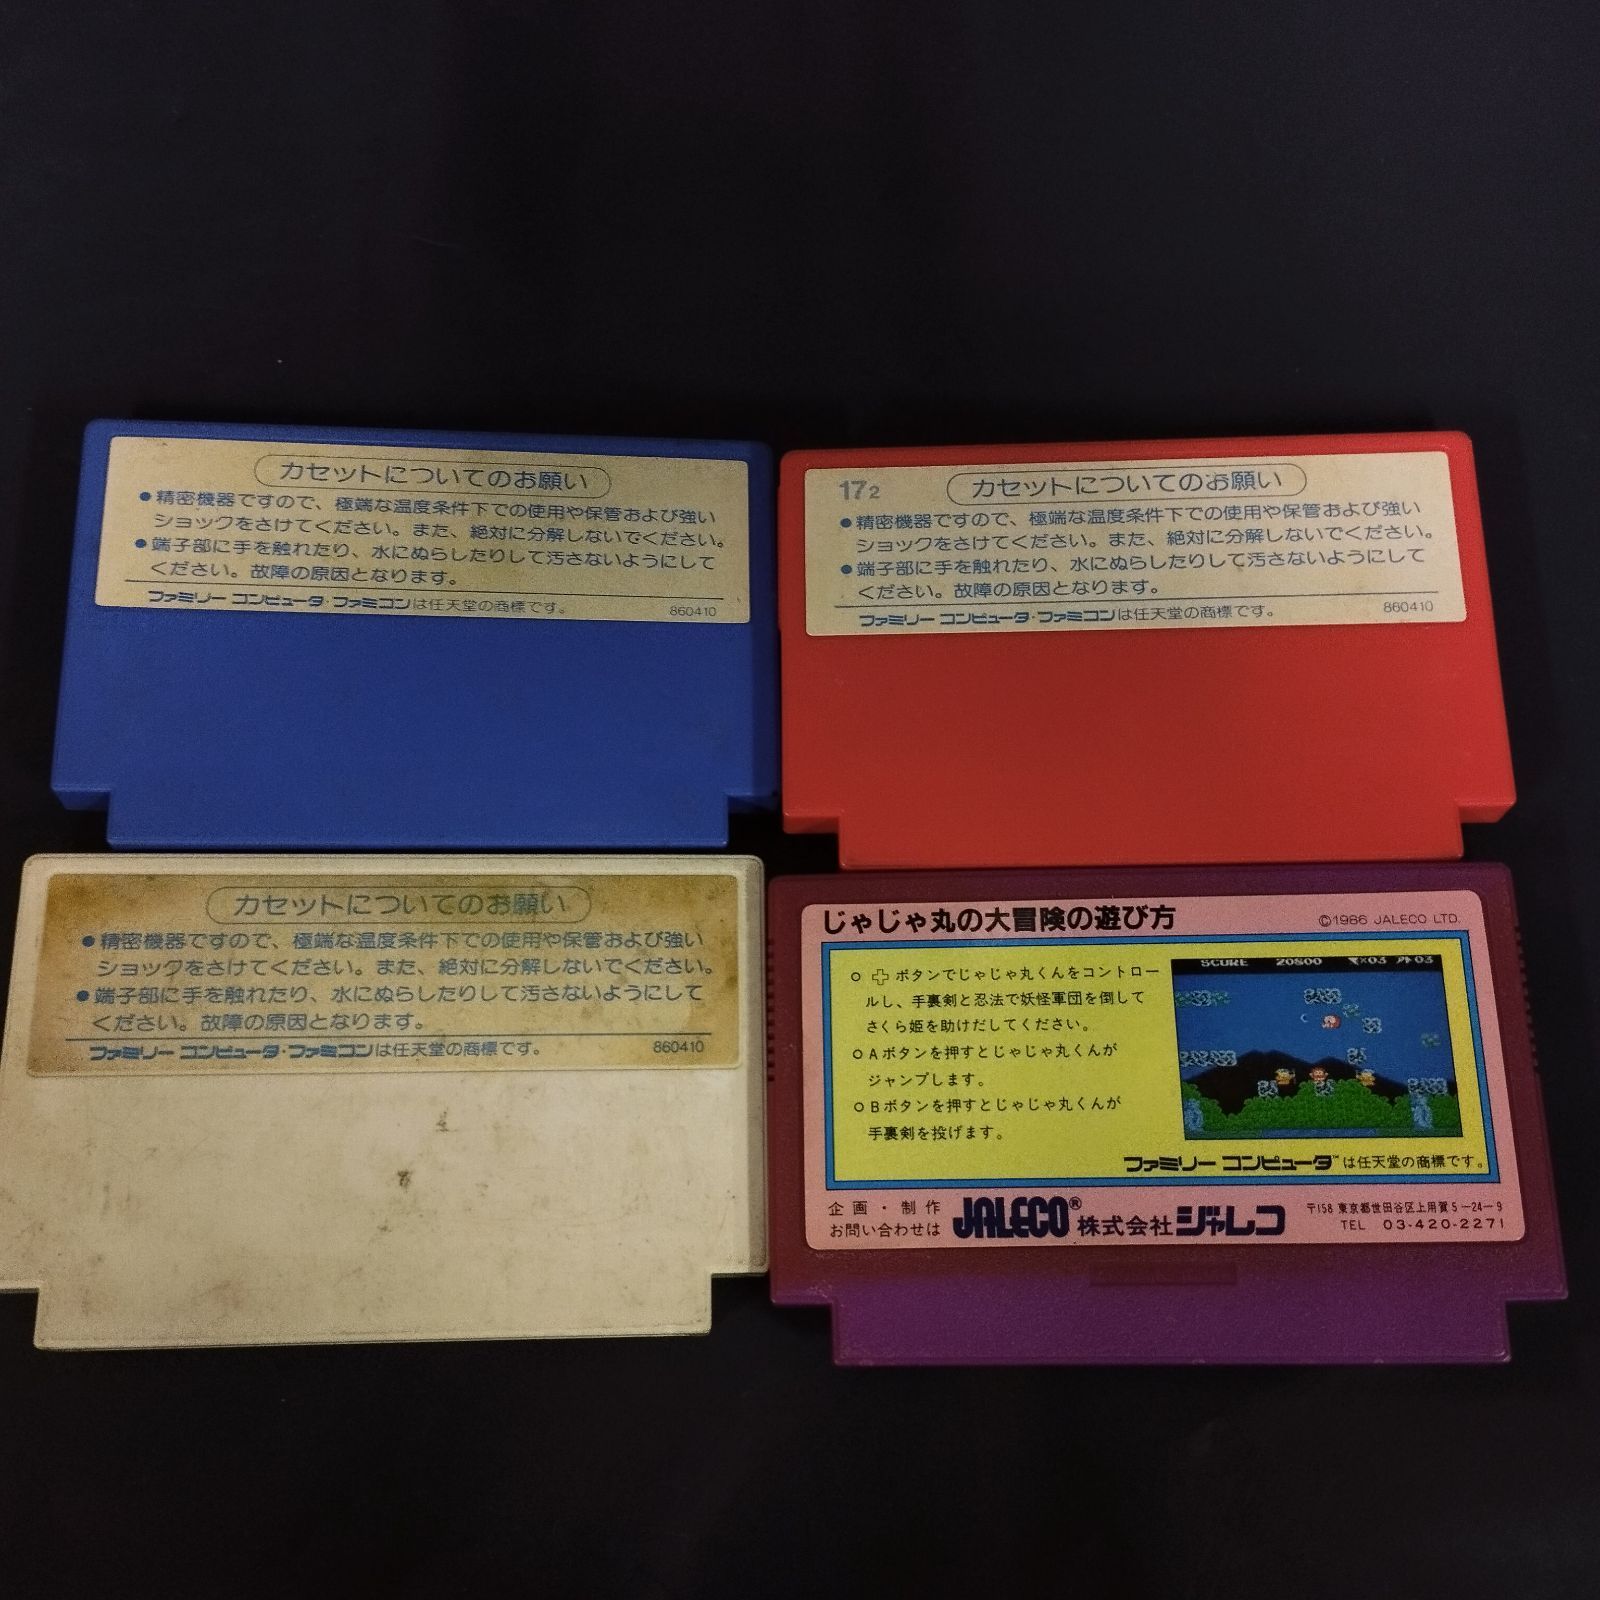 カセットについてのお願い
●精密機器ですので、極端な温度条件下での使用や保管および強い
ショックをさけてください。また、絶対に分解しないでください。
●端子部に手を触れたり、水にぬらしたりして汚さないようにして
ください。故障の原因となります。
ファミリー コンピュータ・ファミコンは任天堂の商標です。 860410
172 カセットについてのお願い
●精密機器ですので、極端な温度条件下での使用や保管および強い
ショックをさけてください。また、絶対に分解しないでください。
●端子部に手を触れたり、水にぬらしたりして汚さないようにして
ください。故障の原因となります。
ファミリー コンピュータ・ファミコンは任天堂の商標です。 860410
カセットについてのお願い
●精密機器ですので、極端な温度条件下での使用や保管および強い
ショックをさけてください。また、絶対に分解しないでください。
●端子部に手を触れたり、水にぬらしたりして汚さないようにして
ください。故障の原因となります。
ファミリー コンピュータ・ファミコンは任天堂の商標です。 860410
じゃじゃ丸の大冒険の遊び方 ©1986 JALECO LTD.
○ ✚ボタンでじゃじゃ丸くんをコントロー
ルし、手裏剣と忍法で妖怪軍団を倒して
さくら姫を助けだしてください。
○Aボタンを押すとじゃじゃ丸くんが
ジャンプします。
○Bボタンを押すとじゃじゃ丸くんが
手裏剣を投げます。
SCORE 20800 ×03 アト03
ファミリー コンピュータ™は任天堂の商標です。
企画・制作
お問い合わせは
JALECO® 株式会社ジャレコ
〒158 東京都世田谷区上用賀5-24-9
TEL 03-420-2271